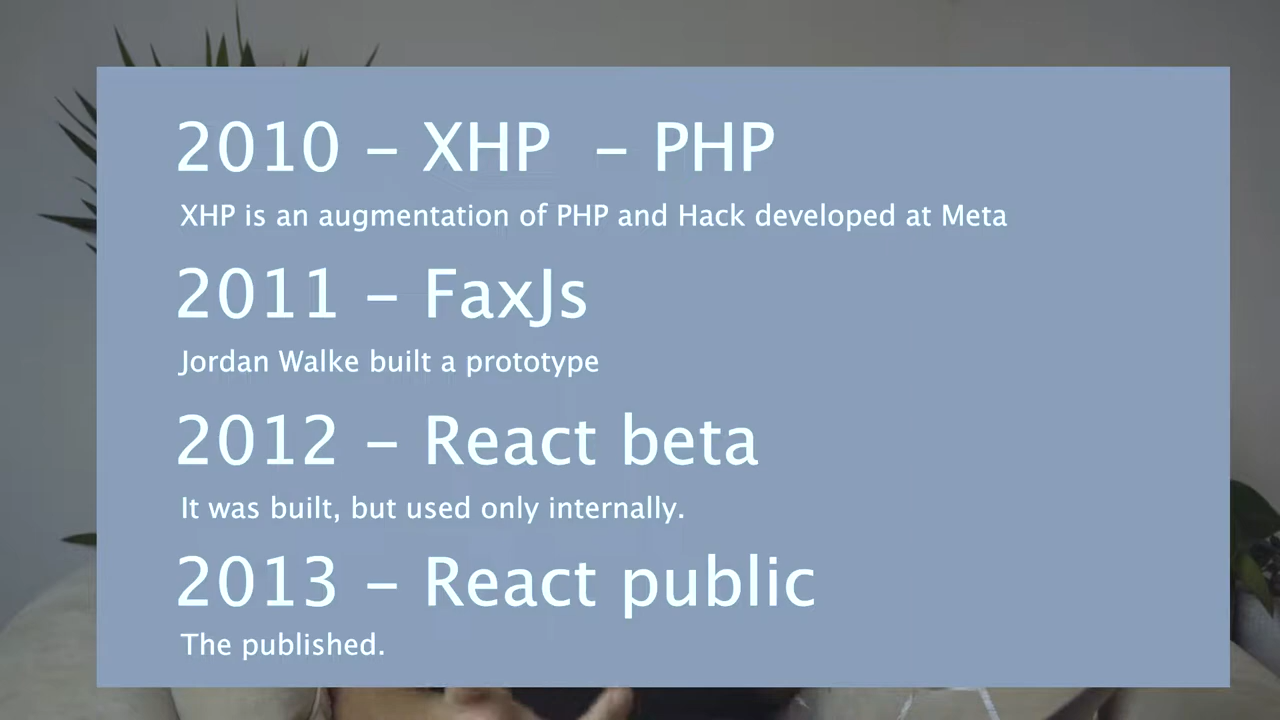 2010 – XHP – PHP
XHP is an augmentation of PHP and Hack developed at Meta
2011 – FaxJs
Jordan Walke built a prototype
2012 – React beta
It was built, but used only internally.
2013 – React public
The published.